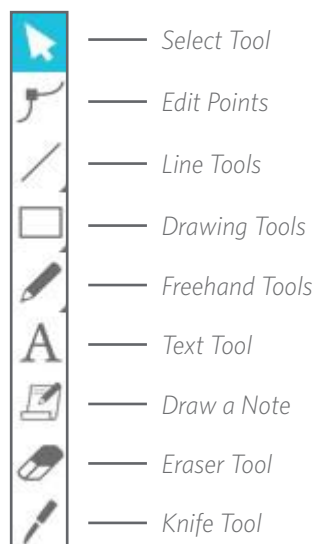 Select Tool
Edit Points
Line Tools
Drawing Tools
Freehand Tools
A
Text Tool
Draw a Note
Eraser Tool
Knife Tool